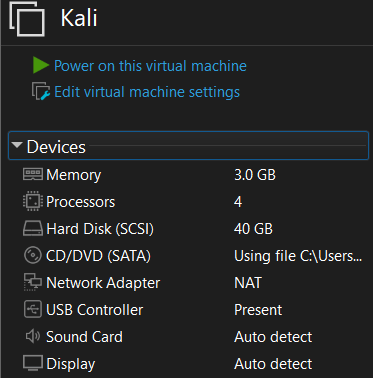 Kali
Power on this virtual machine
Edit virtual machine settings
Devices
Memory 3.0 GB
Processors 4
Hard Disk (SCSI) 40 GB
CD/DVD (SATA) Using file C:\Users...
Network Adapter NAT
USB Controller Present
Sound Card Auto detect
Display Auto detect